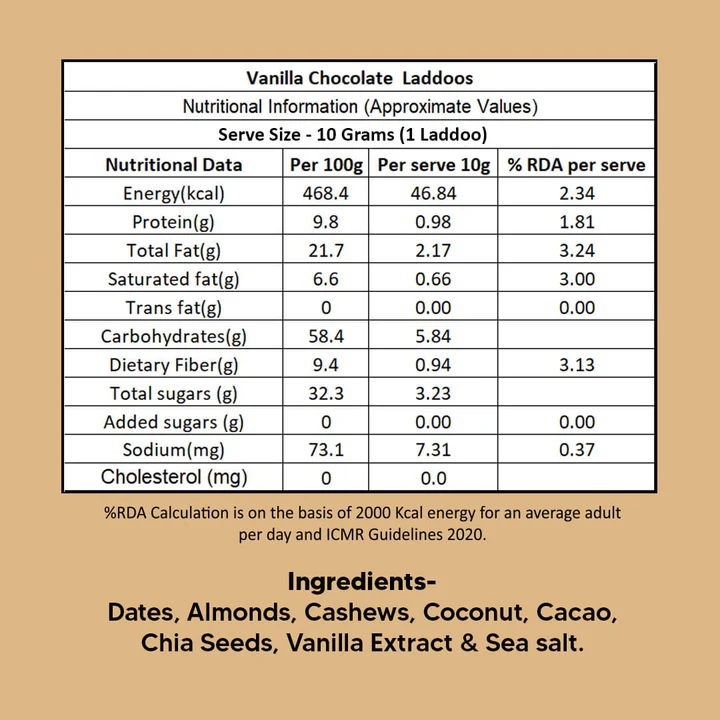 Vanilla Chocolate Laddoos
Nutritional Information (Approximate Values)
Serve Size - 10 Grams (1 Laddoo)
Nutritional Data Per 100g Per serve 10g % RDA per serve
Energy(kcal) 468.4 46.84 2.34
Protein(g) 9.8 0.98 1.81
Total Fat(g) 21.7 2.17 3.24
Saturated fat(g) 6.6 0.66 3.00
Trans fat(g) 0 0.00 0.00
Carbohydrates(g) 58.4 5.84
Dietary Fiber(g) 9.4 0.94 3.13
Total sugars (g) 32.3 3.23
Added sugars (g) 0 0.00 0.00
Sodium(mg) 73.1 7.31 0.37
Cholesterol (mg) 0 0.0
%RDA Calculation is on the basis of 2000 Kcal energy for an average adult
per day and ICMR Guidelines 2020.
Ingredients-
Dates, Almonds, Cashews, Coconut, Cacao,
Chia Seeds, Vanilla Extract & Sea salt.